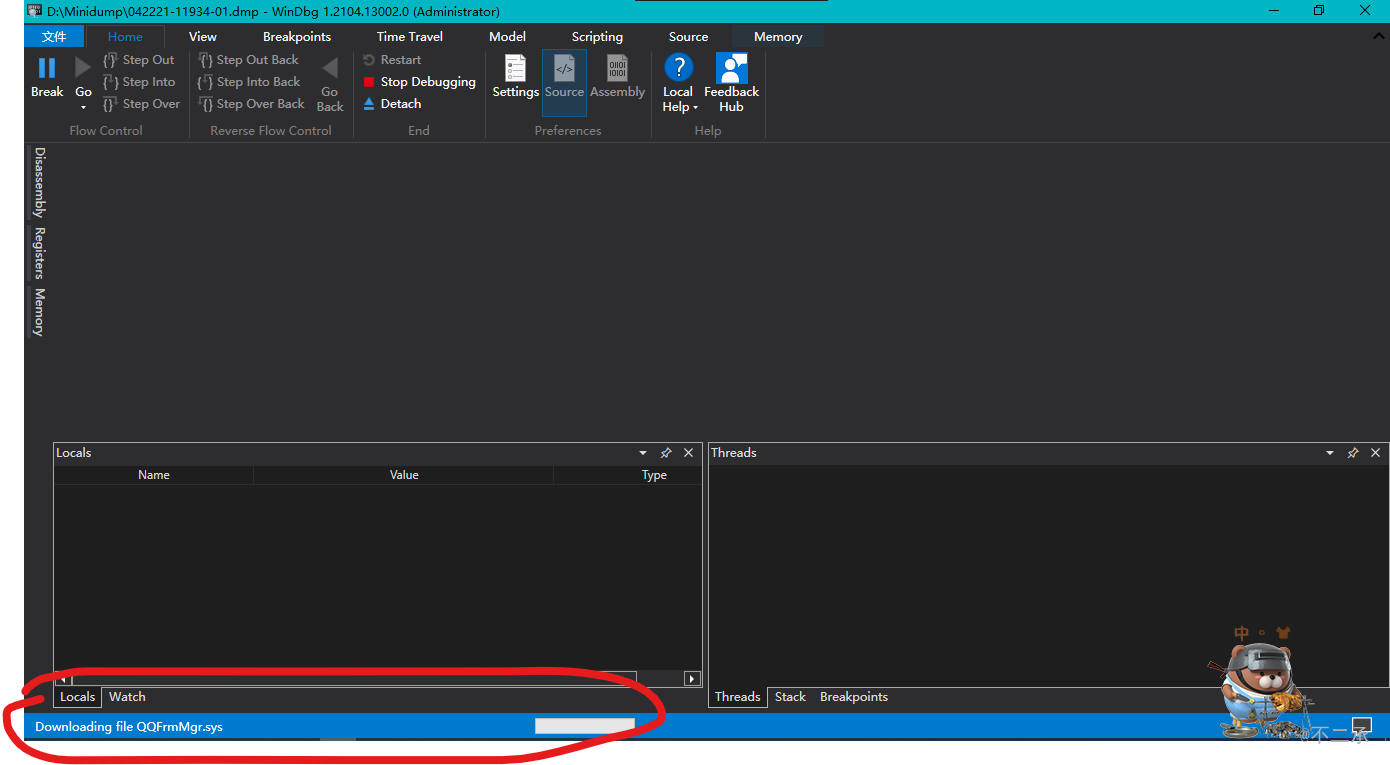 D:\Minidump\042221-11934-01.dmp - WinDbg 1.2104.13002.0 (Administrator)
文件 Home View Breakpoints Time Travel Model Scripting Source Memory
Break
Go
Step Out
Step Into
Step Over
Flow Control
Step Out Back
Step Into Back
Step Over Back
Go
Back
Reverse Flow Control
Restart
Stop Debugging
Detach
End
Settings
Source
Assembly
Preferences
Local
Help
Feedback
Hub
Help
Disassembly
Registers
Memory
Locals
Name Value Type
Locals Watch
Threads
Threads Stack Breakpoints
Downloading file QQFrmMgr.sys
中
不二承